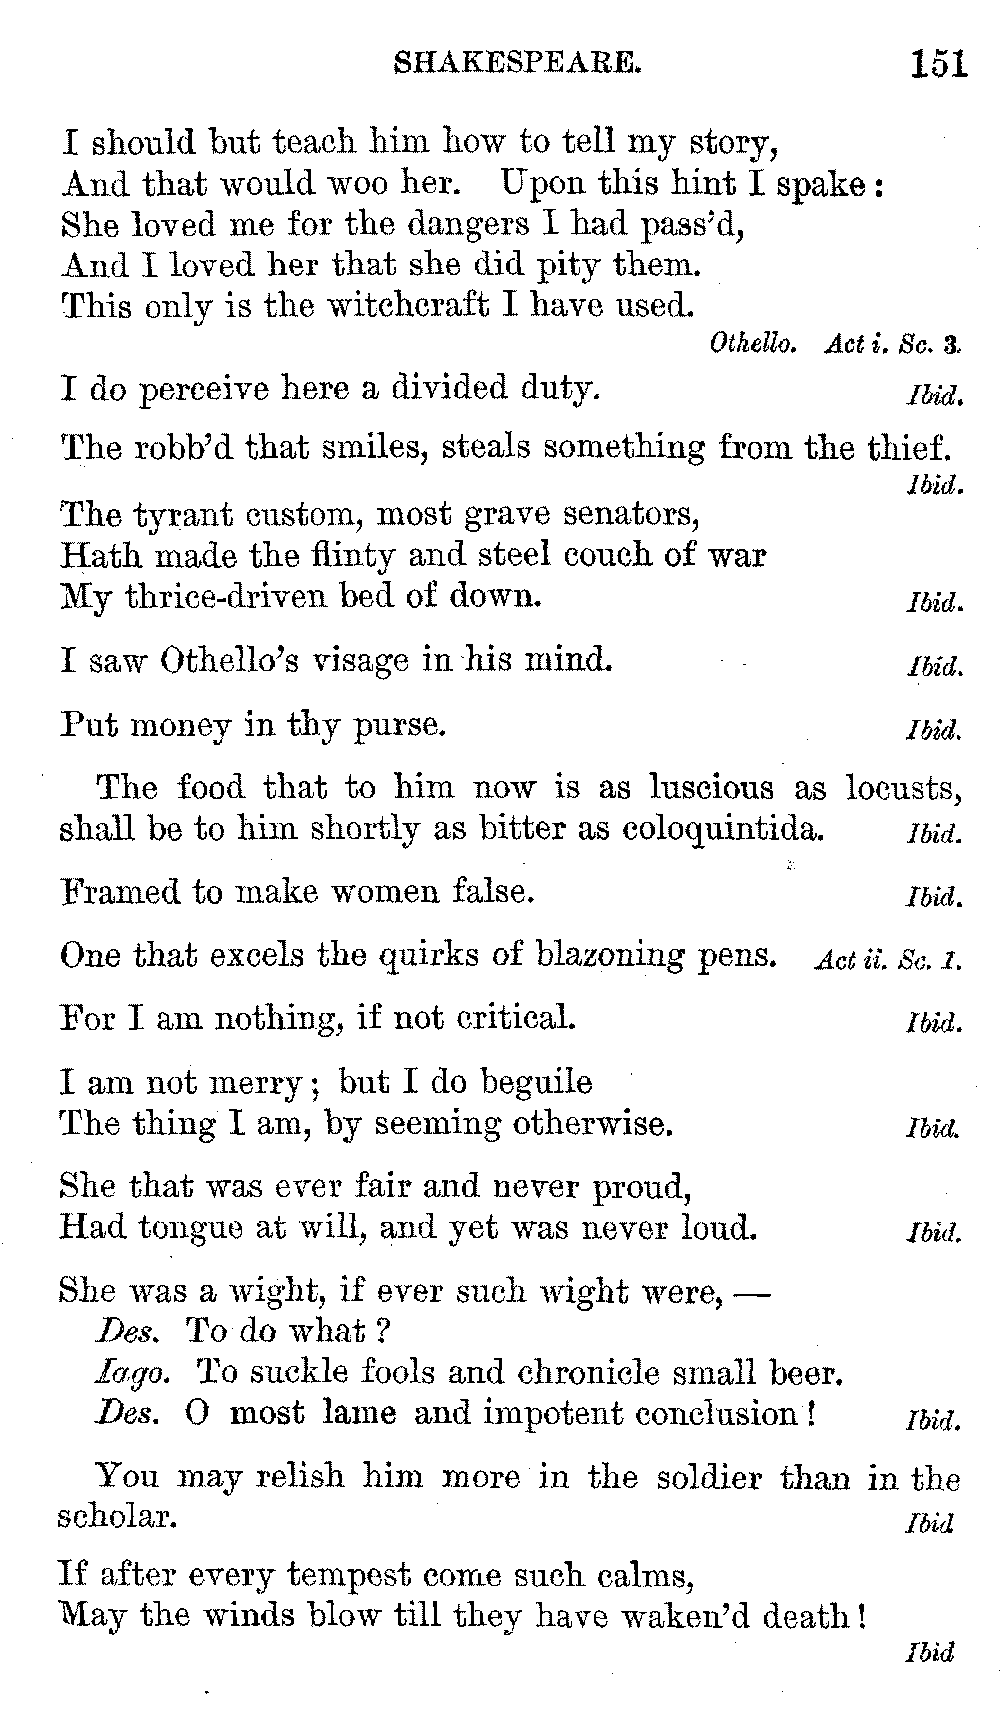 SHAKESPEARE. 151
I should but teach him how to tell my story,
And that would woo her. Upon this hint I spake :
She loved me for the dangers I had pass'd,
And I loved her that she did pity them.
This only is the witchcraft I have used.
Othello. Act i. Sc. 3.
I do perceive here a divided duty. Ibid.
The robb'd that smiles, steals something from the thief.
Ibid.
The tyrant custom, most grave senators,
Hath made the flinty and steel couch of war
My thrice-driven bed of down. Ibid.
I saw Othello's visage in his mind. Ibid.
Put money in thy purse. Ibid.
The food that to him now is as luscious as locusts,
shall be to him shortly as bitter as coloquintida. Ibid.
Framed to make women false. Ibid.
One that excels the quirks of blazoning pens. Act ii. Sc. 1.
For I am nothing, if not critical. Ibid.
I am not merry ; but I do beguile
The thing I am, by seeming otherwise. Ibid.
She that was ever fair and never proud,
Had tongue at will, and yet was never loud. Ibid.
She was a wight, if ever such wight were, —
Des. To do what ?
Iago. To suckle fools and chronicle small beer.
Des. O most lame and impotent conclusion ! Ibid.
You may relish him more in the soldier than in the
scholar. Ibid
If after every tempest come such calms,
May the winds blow till they have waken'd death !
Ibid